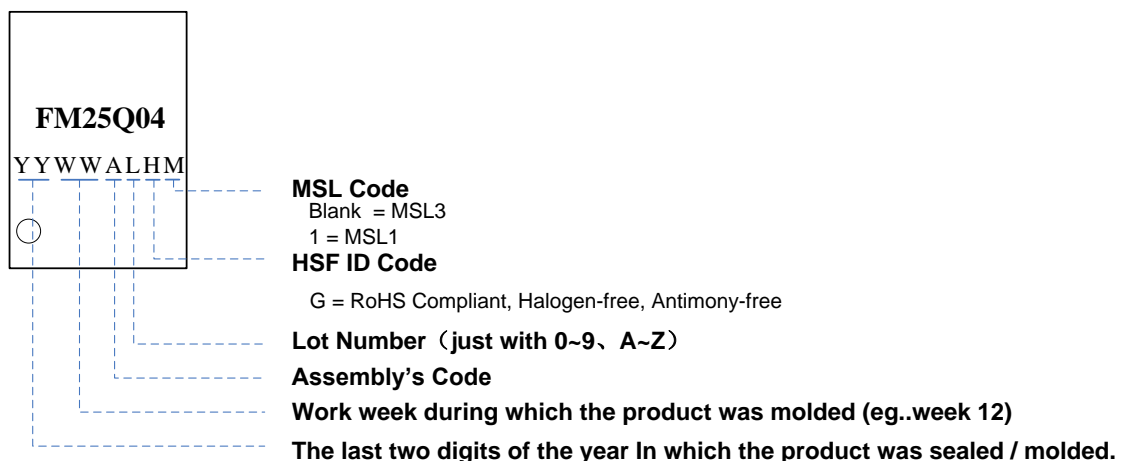 FM25Q04
YYWWALHM
MSL Code
Blank = MSL3
1 = MSL1
HSF ID Code
G = RoHS Compliant, Halogen-free, Antimony-free
Lot Number（just with 0~9、A~Z）
Assembly's Code
Work week during which the product was molded (eg..week 12)
The last two digits of the year In which the product was sealed / molded.